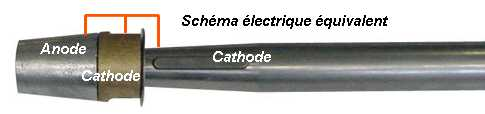 Schéma électrique équivalent
Anode
Cathode
Cathode